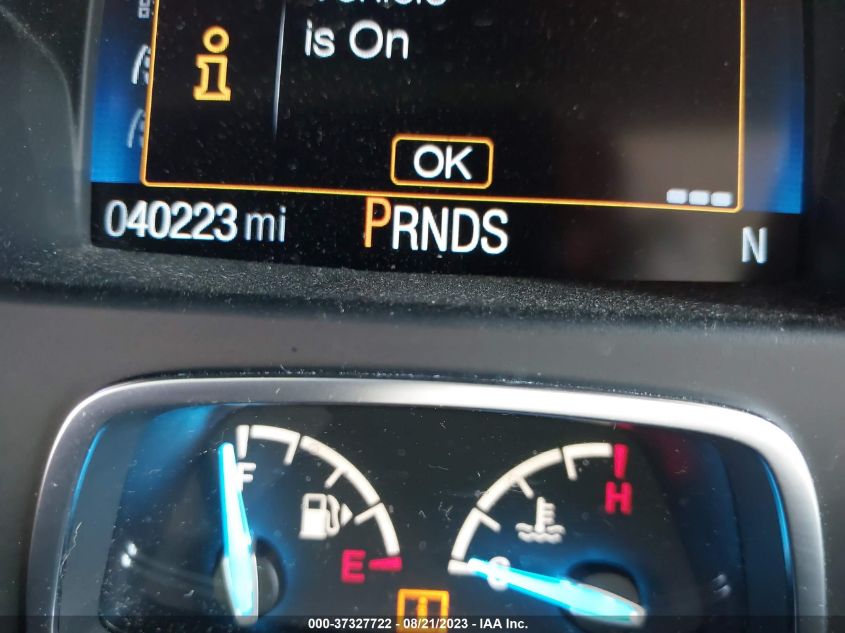 is On
OK
040223 mi PRNDS N
F H
E C
000-37327722 - 08/21/2023 - IAA Inc.